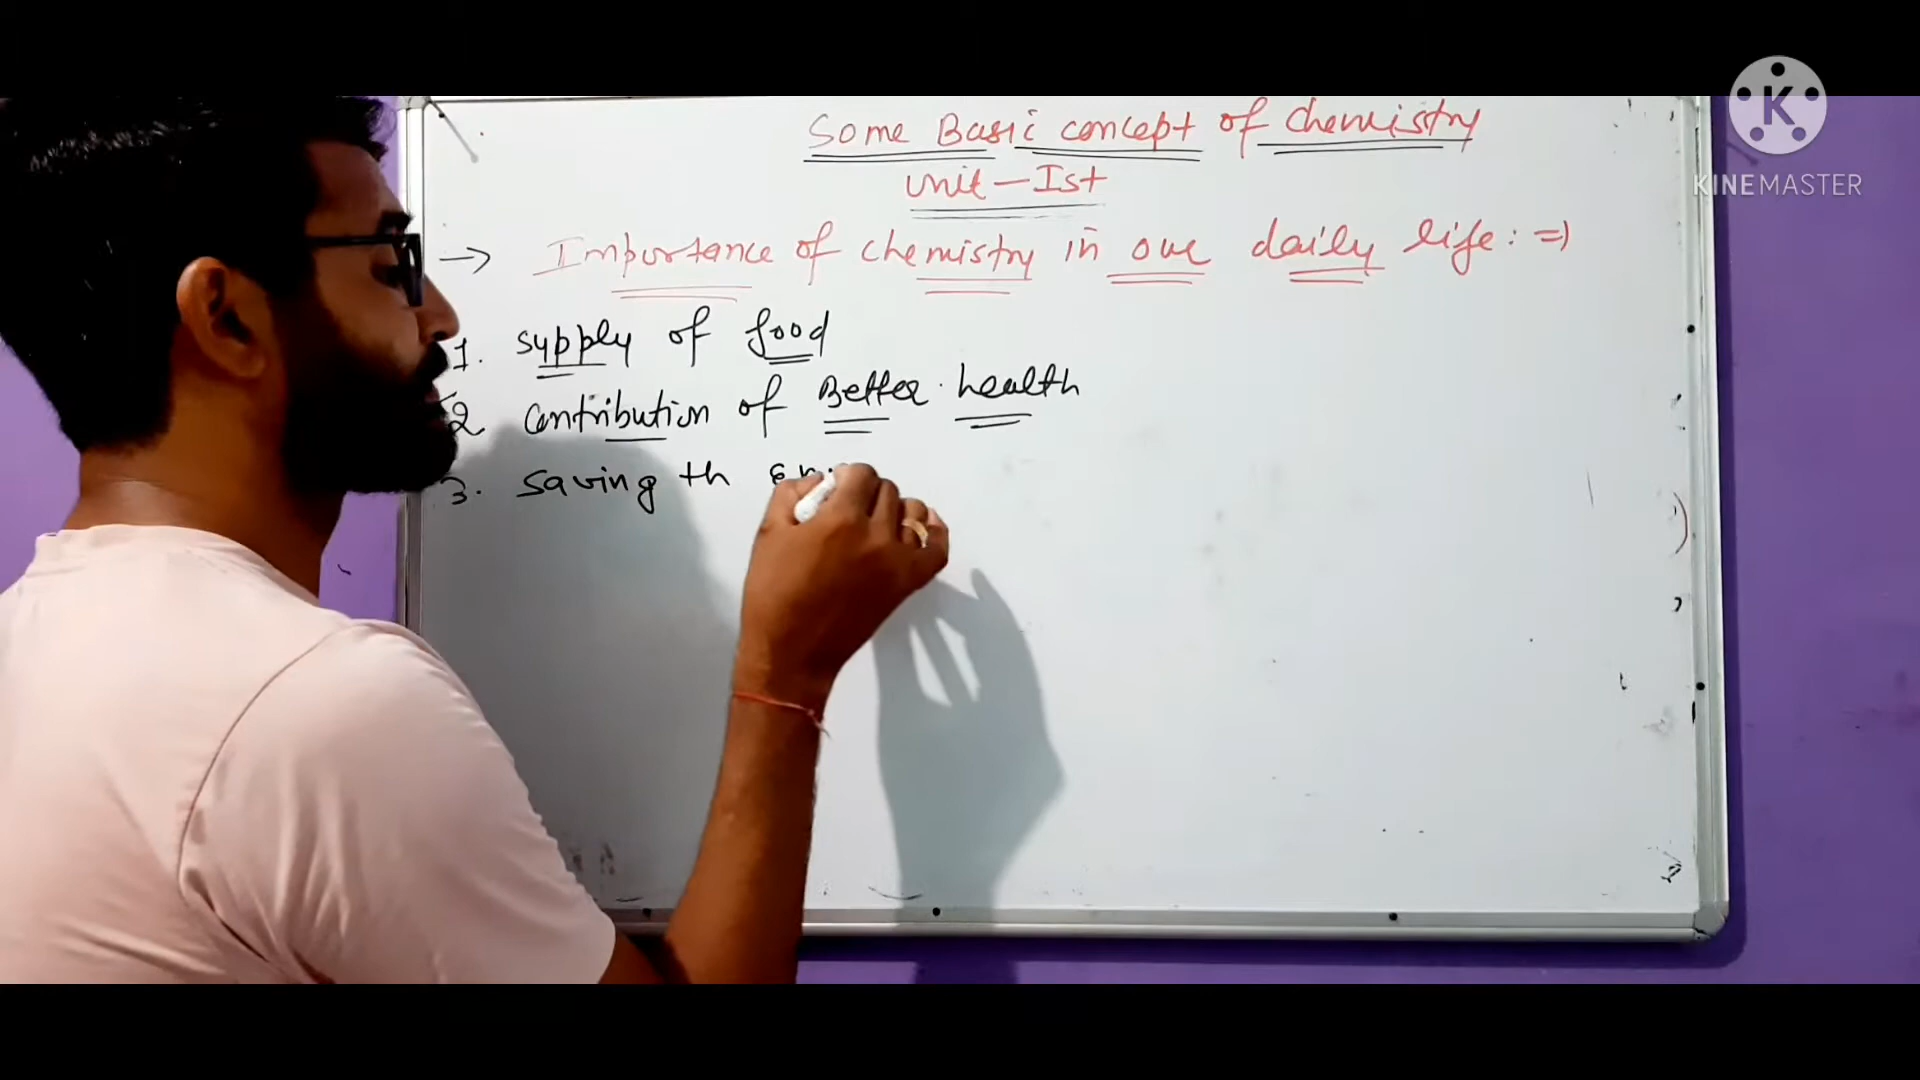 Some Basic concept of chemistry
unit-Ist
→ Importance of chemistry in our daily life: ⇒
1. supply of food
2 contribution of Better health
3. saving th
KINEMASTER